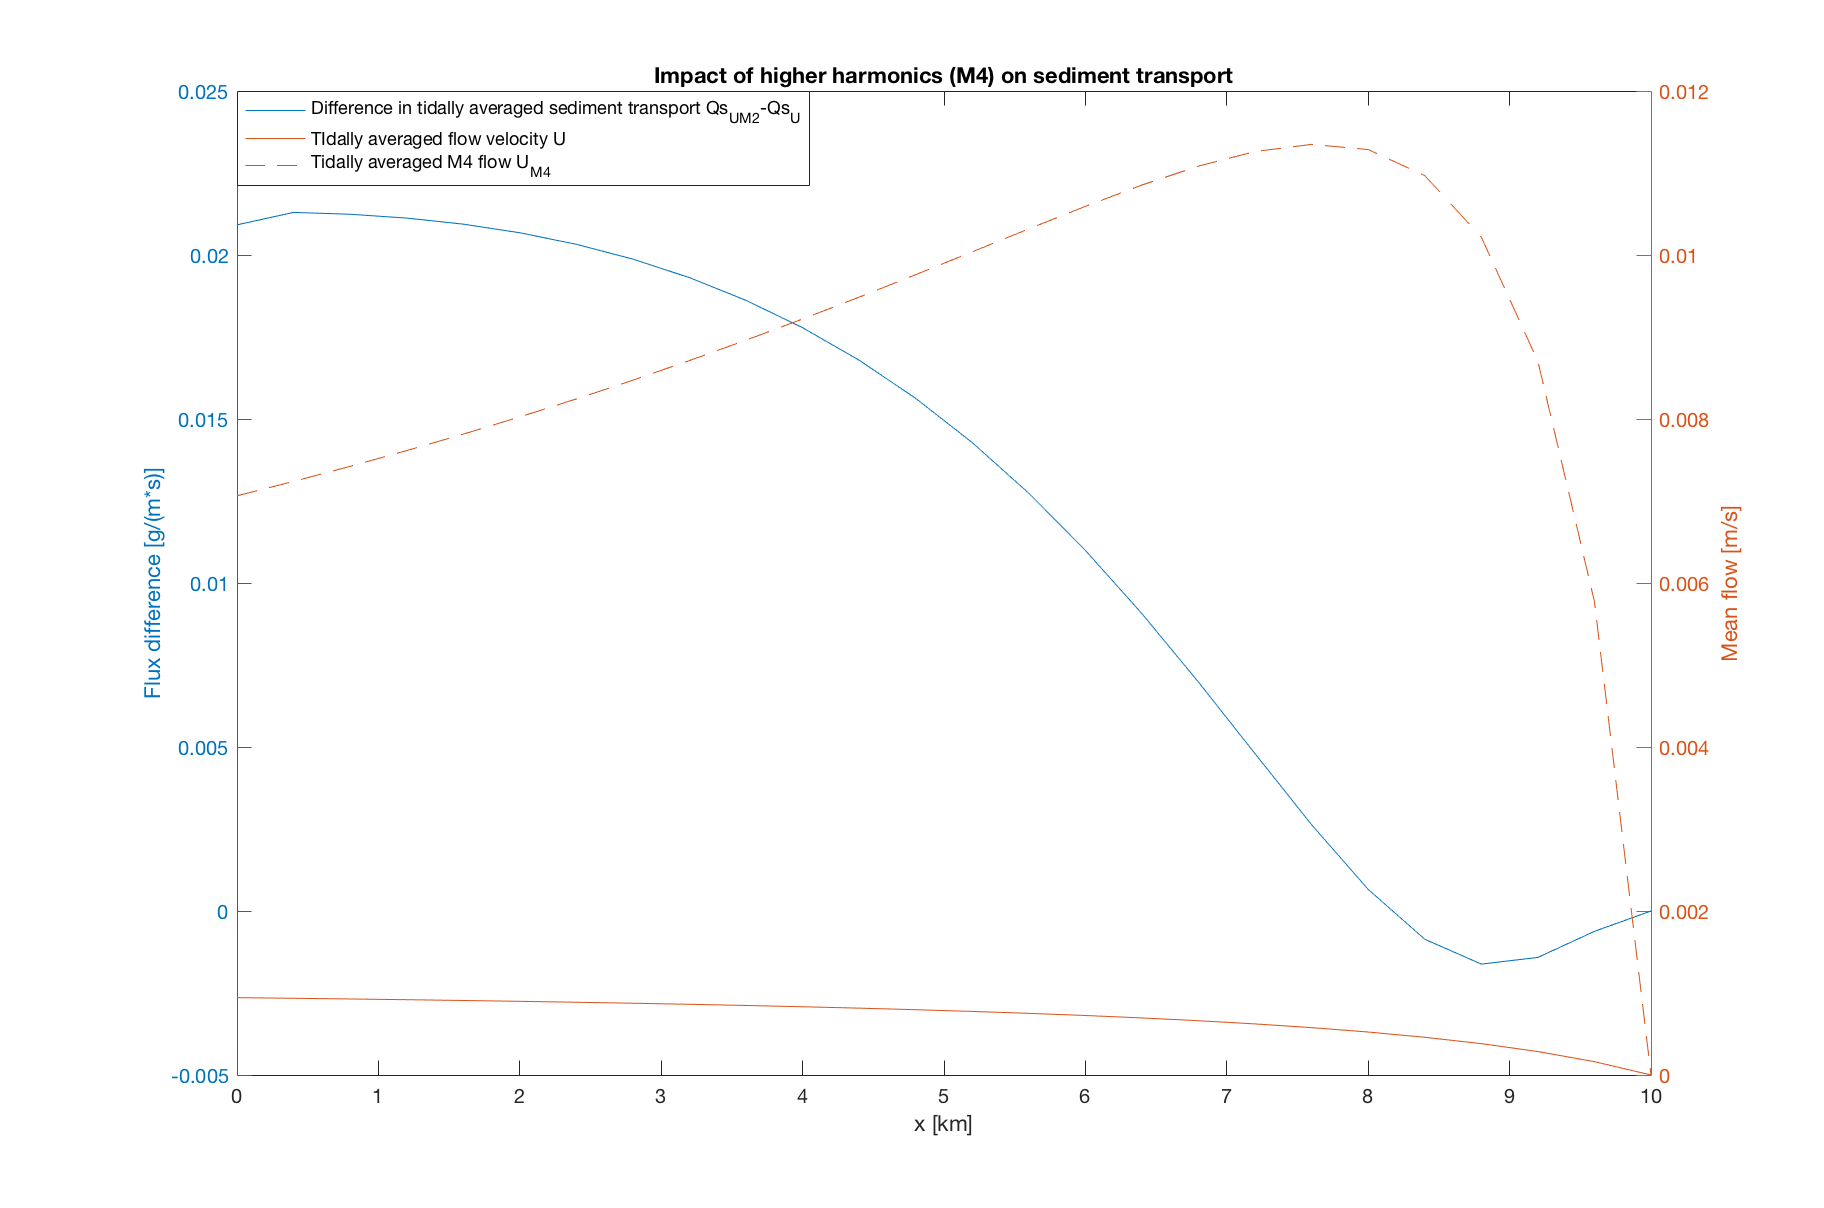 Impact of higher harmonics (M4) on sediment transport
0.025
0.02
0.015
0.01
0.005
0
-0.005
Flux difference [g/(m*s)]
Difference in tidally averaged sediment transport QsUM2-QsU
TIdally averaged flow velocity U
Tidally averaged M4 flow UM4
0.012
0.01
0.008
0.006
0.004
0.002
0
Mean flow [m/s]
0 1 2 3 4 5 6 7 8 9 10
x [km]